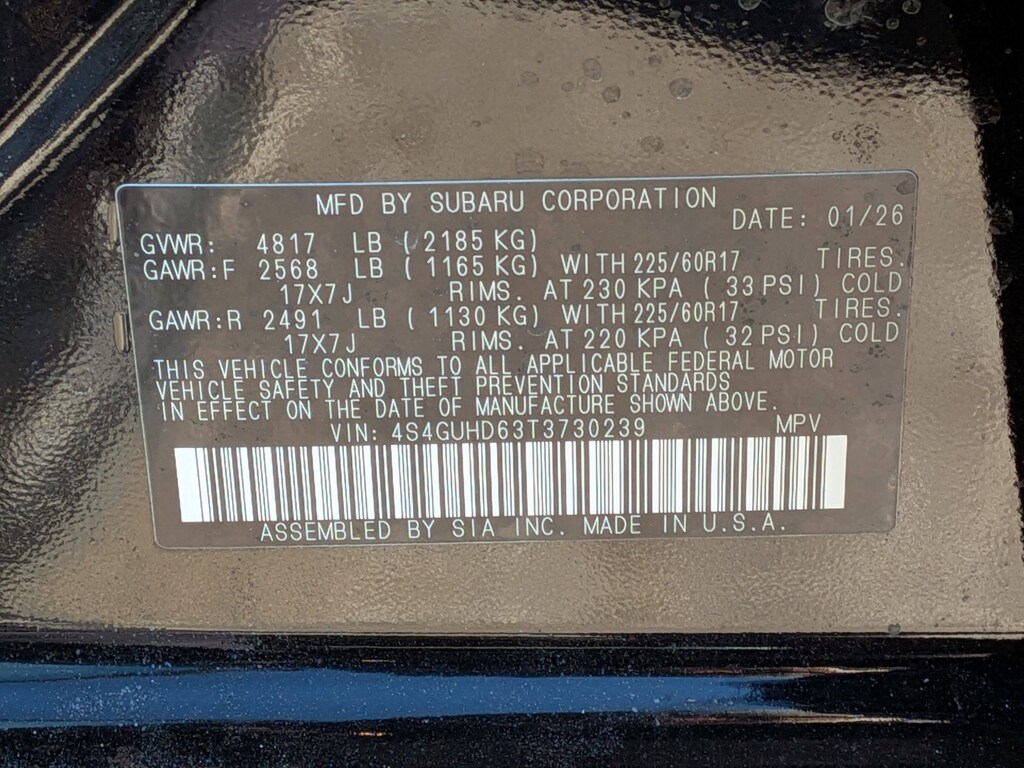 MFD BY SUBARU CORPORATION
DATE: 01/26
GVWR: 4817 LB (2185 KG)
GAWR:F 2568 LB (1165 KG) WITH 225/60R17 TIRES.
17X7J RIMS. AT 230 KPA (33 PSI) COLD
GAWR:R 2491 LB (1130 KG) WITH 225/60R17 TIRES.
17X7J RIMS. AT 220 KPA (32 PSI) COLD
THIS VEHICLE CONFORMS TO ALL APPLICABLE FEDERAL MOTOR
VEHICLE SAFETY AND THEFT PREVENTION STANDARDS
IN EFFECT ON THE DATE OF MANUFACTURE SHOWN ABOVE.
VIN: 4S4GUHD63T3730239 MPV
ASSEMBLED BY SIA INC. MADE IN U.S.A.